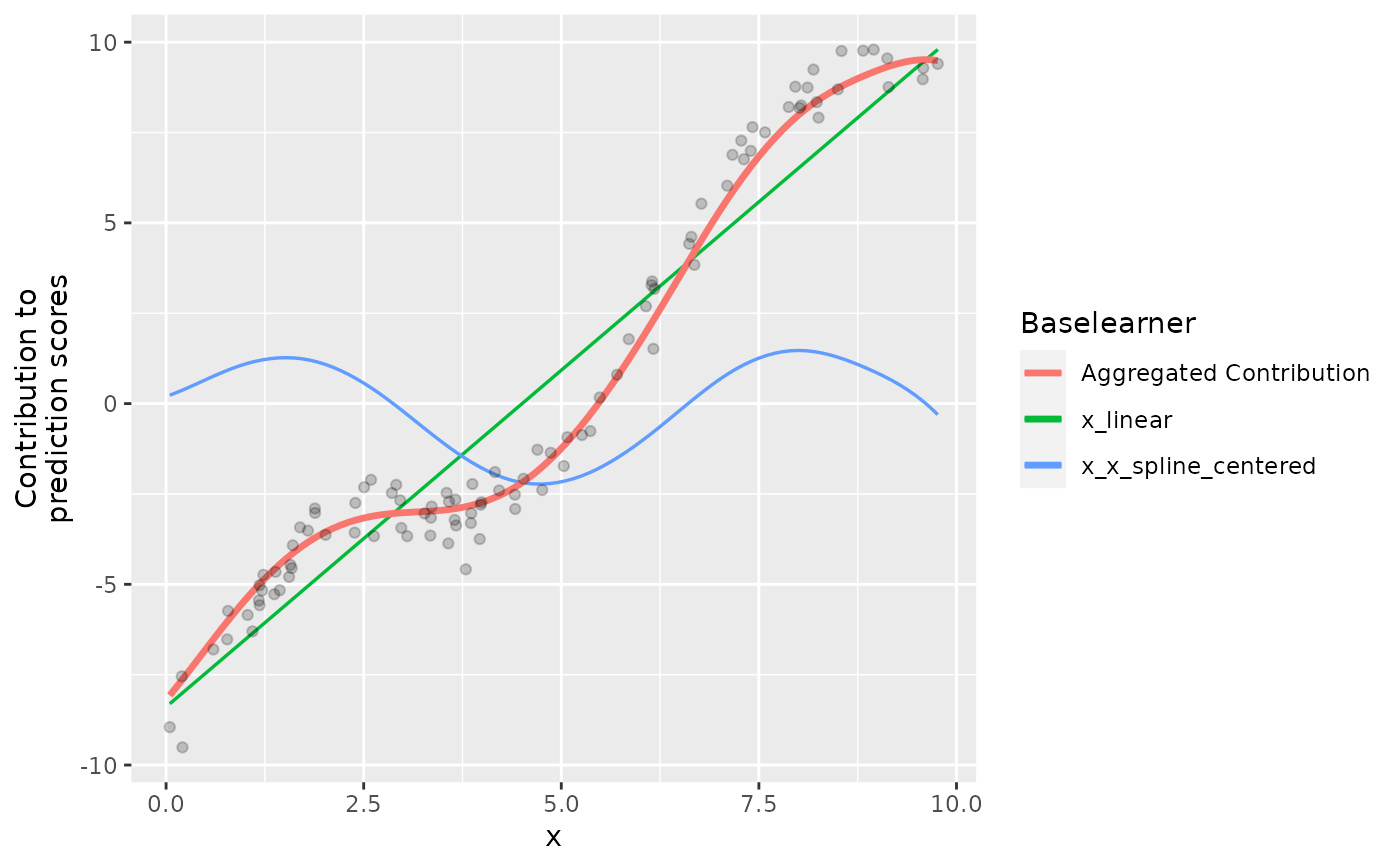 10
5
0
-5
-10
Contribution to
prediction scores
0.0
2.5
5.0
7.5
10.0
x
Baselearner
Aggregated Contribution
x_linear
x_x_spline_centered